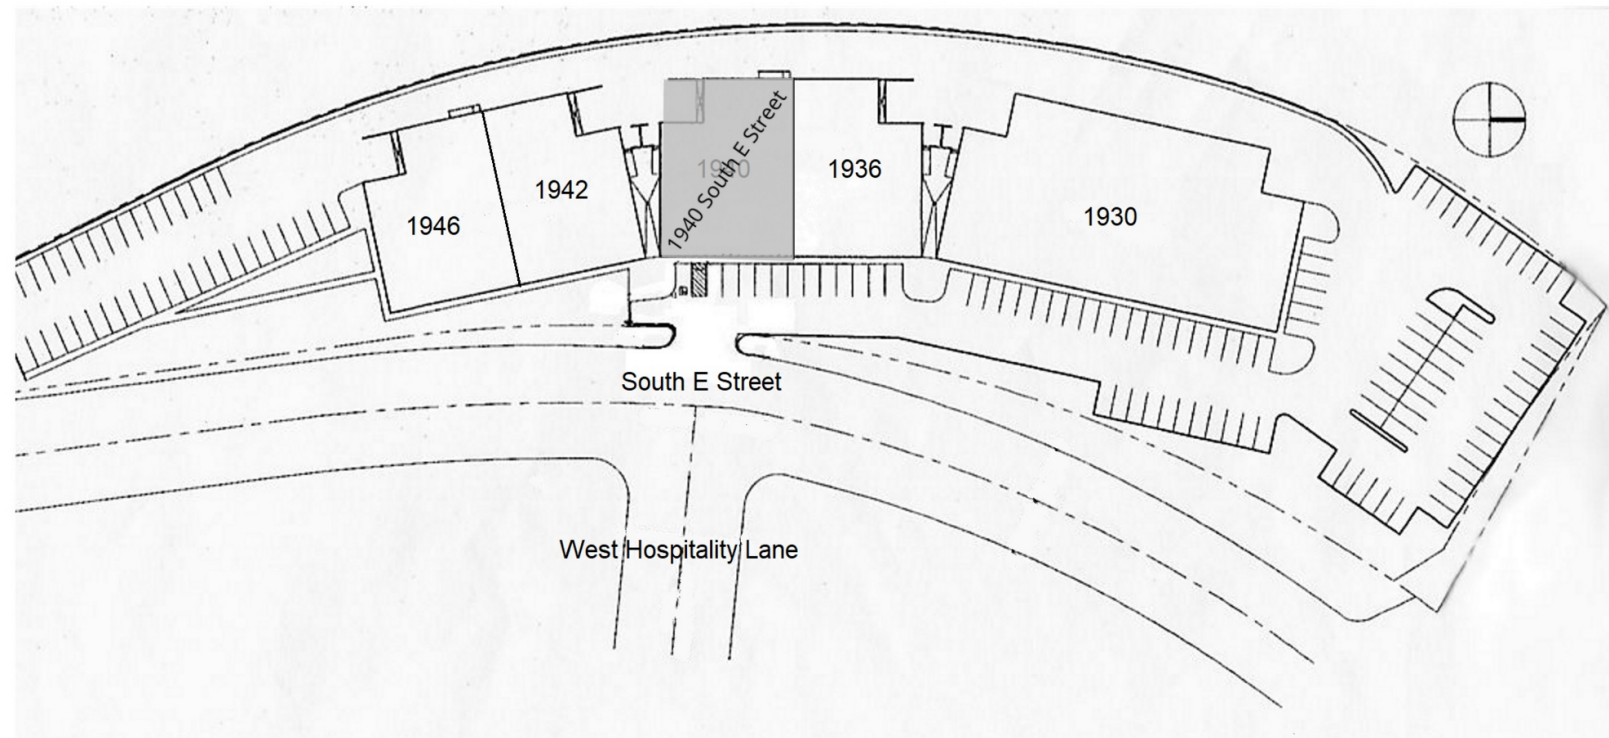 1946
1942
1940 South E Street
1936
1930
South E Street
West Hospitality Lane